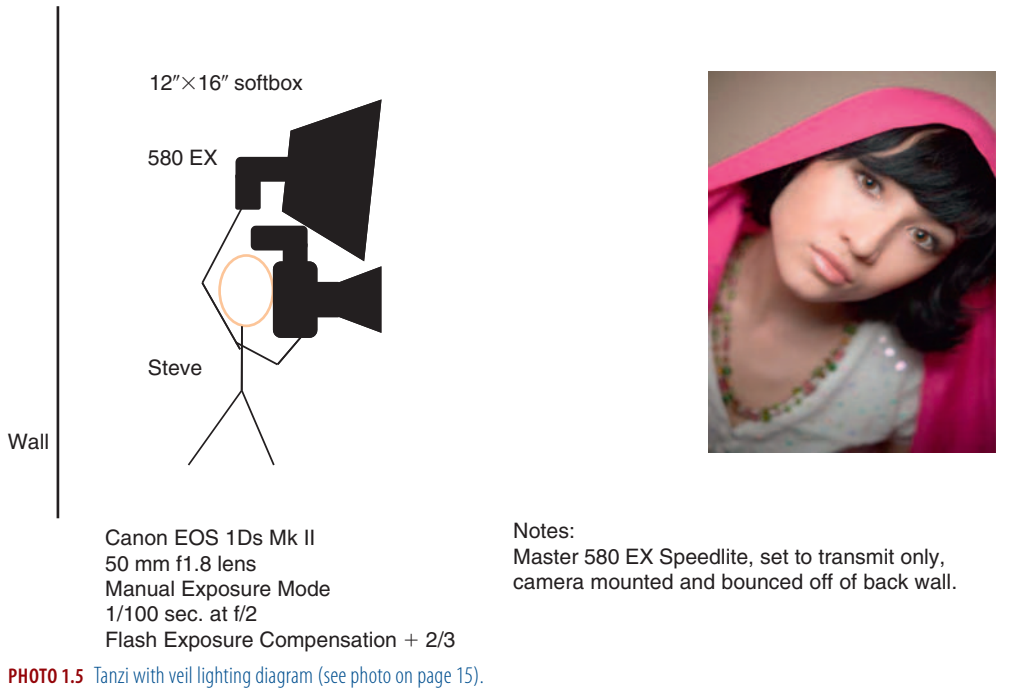 12″×16″ softbox
580 EX
Steve
Wall
Canon EOS 1Ds Mk II
50 mm f1.8 lens
Manual Exposure Mode
1/100 sec. at f/2
Flash Exposure Compensation + 2/3
Notes:
Master 580 EX Speedlite, set to transmit only,
camera mounted and bounced off of back wall.
PHOTO 1.5 Tanzi with veil lighting diagram (see photo on page 15).